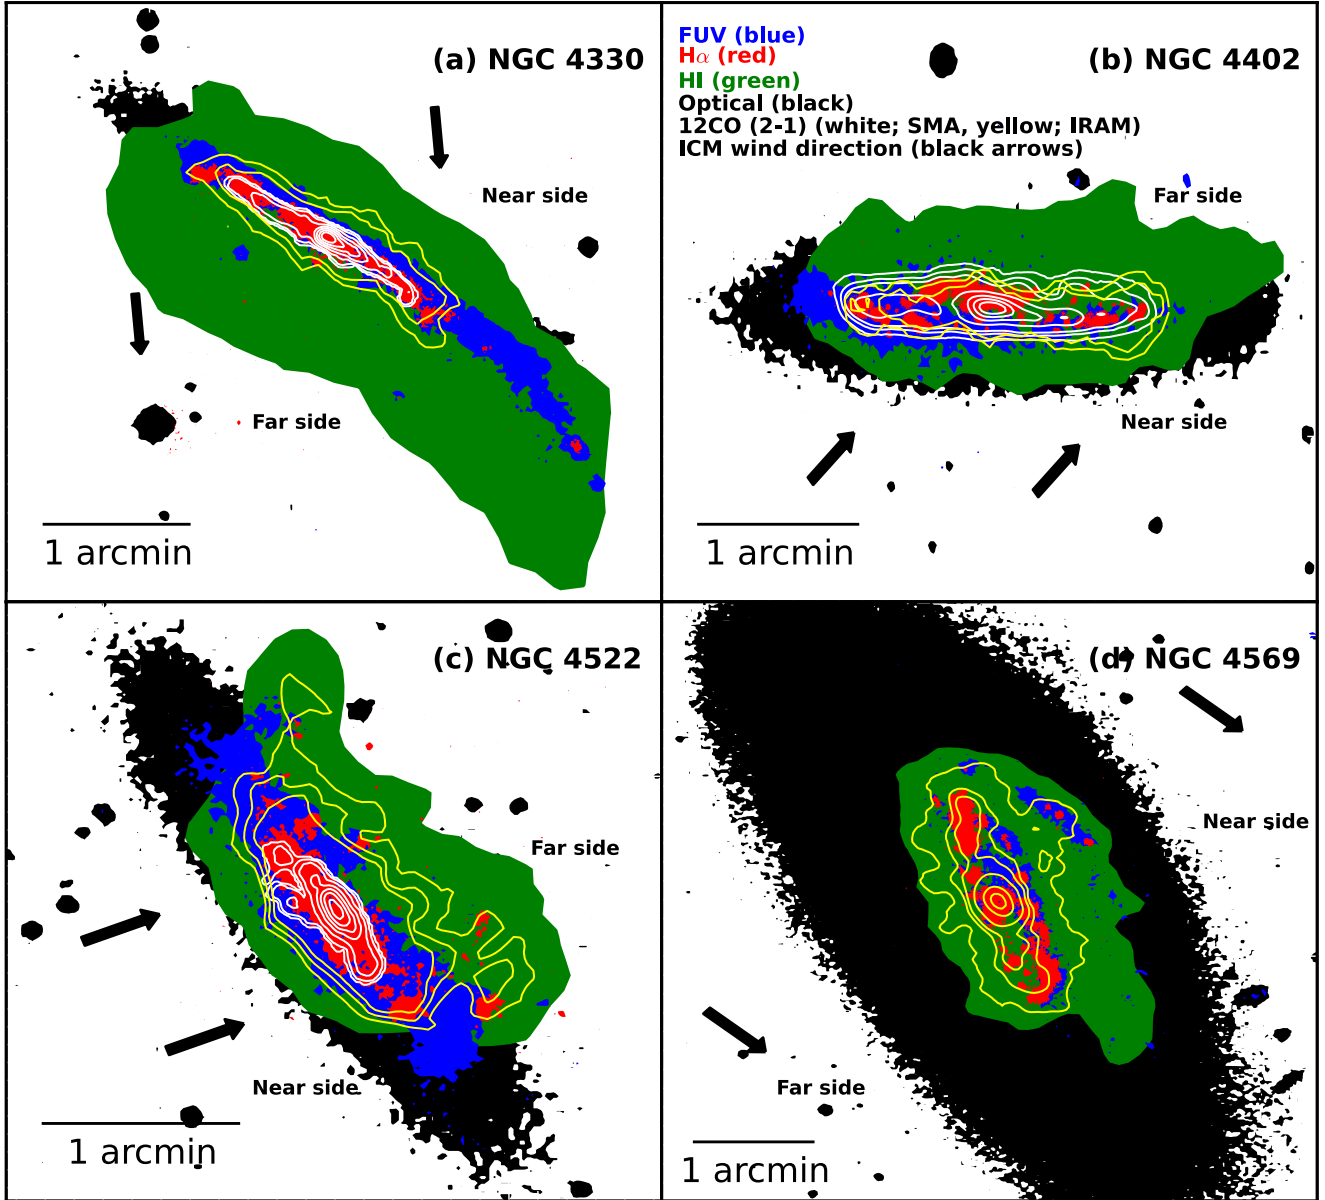 (a) NGC 4330
Near side
Far side
1 arcmin
FUV (blue)
Hα (red)
HI (green)
Optical (black)
12CO (2-1) (white; SMA, yellow; IRAM)
ICM wind direction (black arrows)
(b) NGC 4402
Far side
Near side
1 arcmin
(c) NGC 4522
Far side
Near side
1 arcmin
(d) NGC 4569
Near side
Far side
1 arcmin